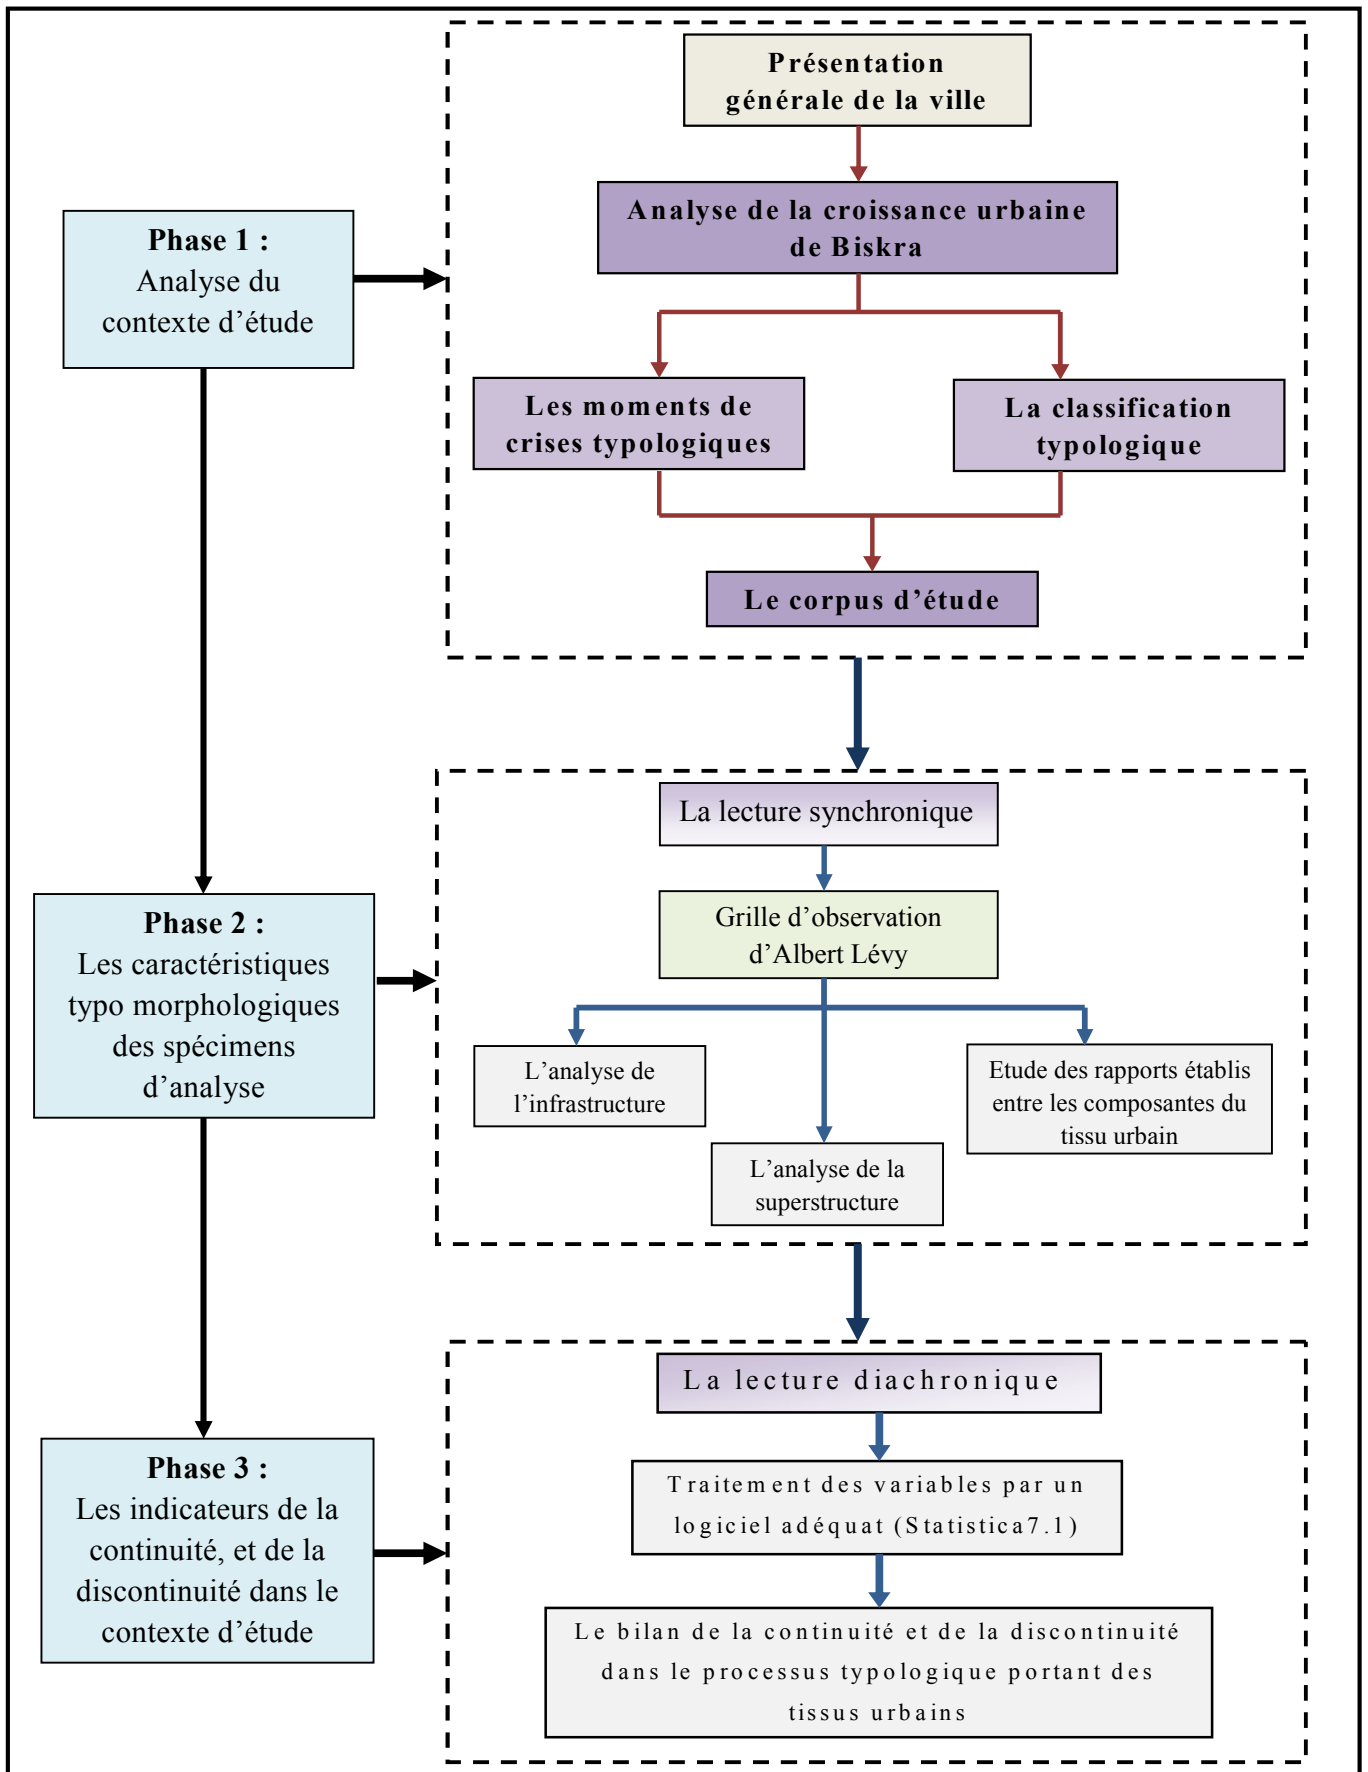 Présentation
générale de la ville
Analyse de la croissance urbaine
de Biskra
Phase 1 :
Analyse du
contexte d’étude
Les moments de
crises typologiques
La classification
typologique
Le corpus d’étude
La lecture synchronique
Grille d’observation
d’Albert Lévy
Phase 2 :
Les caractéristiques
typo morphologiques
des spécimens
d’analyse
L’analyse de
l’infrastructure
Etude des rapports établis
entre les composantes du
tissu urbain
L’analyse de la
superstructure
La lecture diachronique
Phase 3 :
Les indicateurs de la
continuité, et de la
discontinuité dans le
contexte d’étude
Traitement des variables par un
logiciel adéquat (Statistica7.1)
Le bilan de la continuité et de la discontinuité
dans le processus typologique portant des
tissus urbains